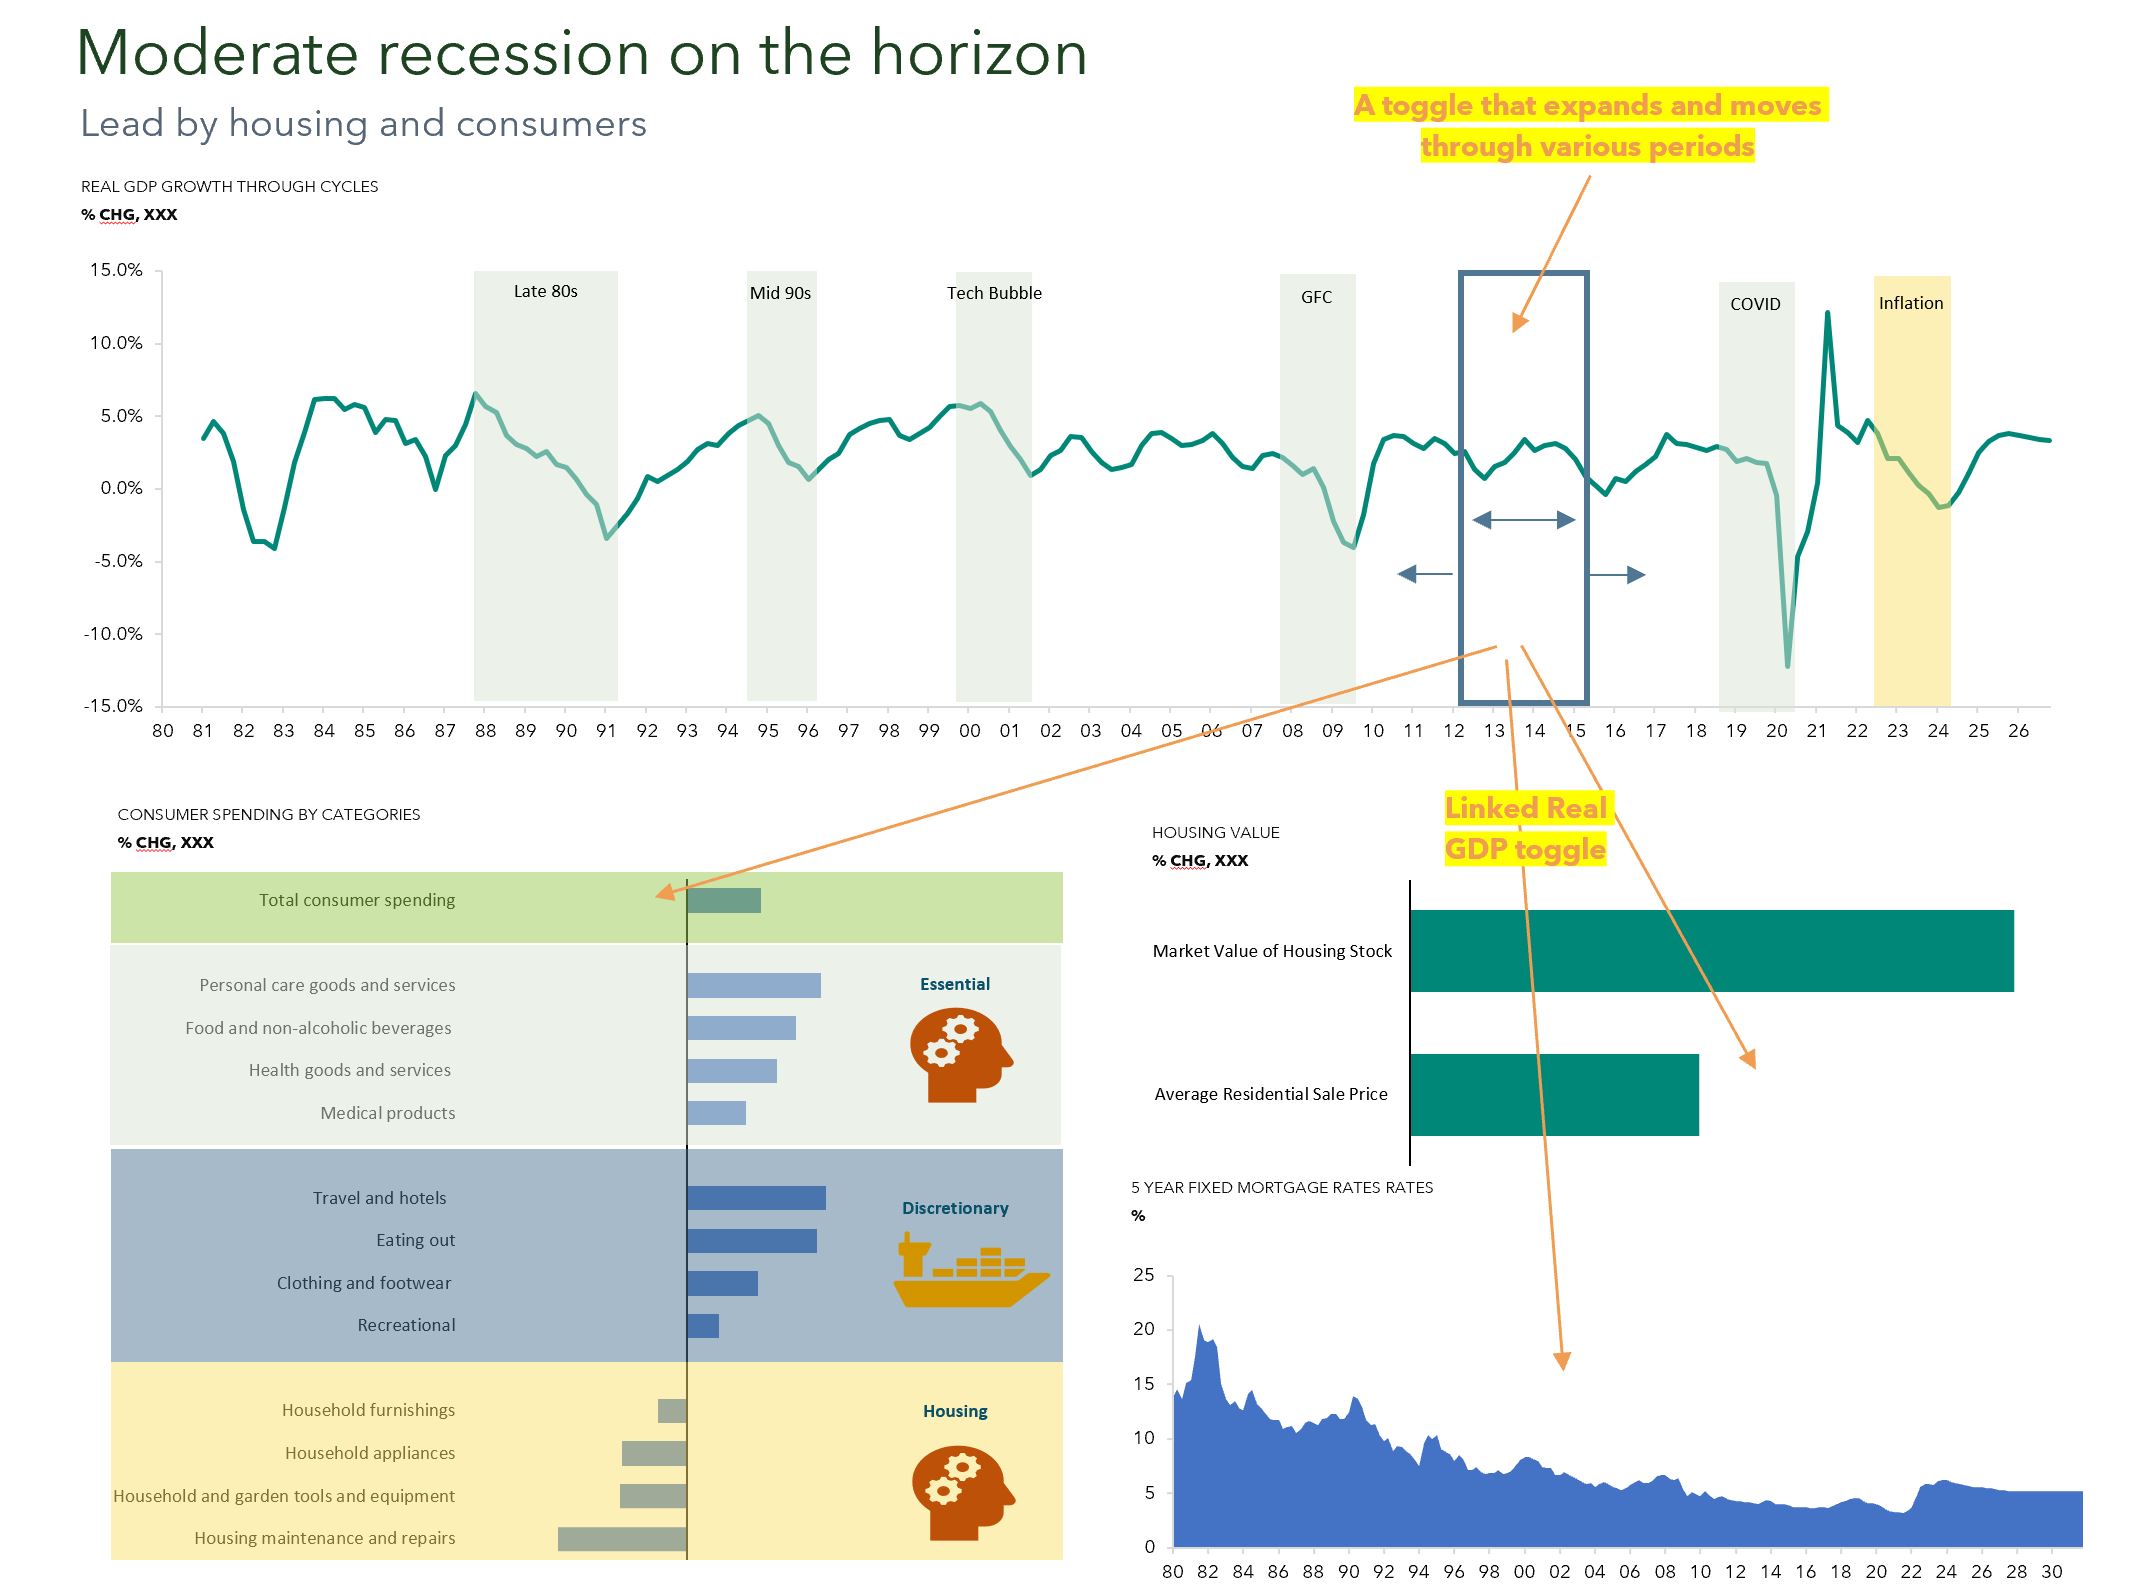 Moderate recession on the horizon
Lead by housing and consumers
A toggle that expands and moves
through various periods
REAL GDP GROWTH THROUGH CYCLES
% CHG, XXX
15.0%
10.0%
5.0%
0.0%
-5.0%
-10.0%
-15.0%
Late 80s
Mid 90s
Tech Bubble
GFC
COVID
Inflation
80 81 82 83 84 85 86 87 88 89 90 91 92 93 94 95 96 97 98 99 00 01 02 03 04 05 06 07 08 09 10 11 12 13 14 15 16 17 18 19 20 21 22 23 24 25 26
CONSUMER SPENDING BY CATEGORIES
% CHG, XXX
Total consumer spending
Personal care goods and services
Food and non-alcoholic beverages
Health goods and services
Medical products
Essential
Travel and hotels
Eating out
Clothing and footwear
Recreational
Discretionary
Household furnishings
Household appliances
Household and garden tools and equipment
Housing maintenance and repairs
Housing
Linked Real
GDP toggle
HOUSING VALUE
% CHG, XXX
Market Value of Housing Stock
Average Residential Sale Price
5 YEAR FIXED MORTGAGE RATES RATES
%
25
20
15
10
5
0
80 82 84 86 88 90 92 94 96 98 00 02 04 06 08 10 12 14 16 18 20 22 24 26 28 30